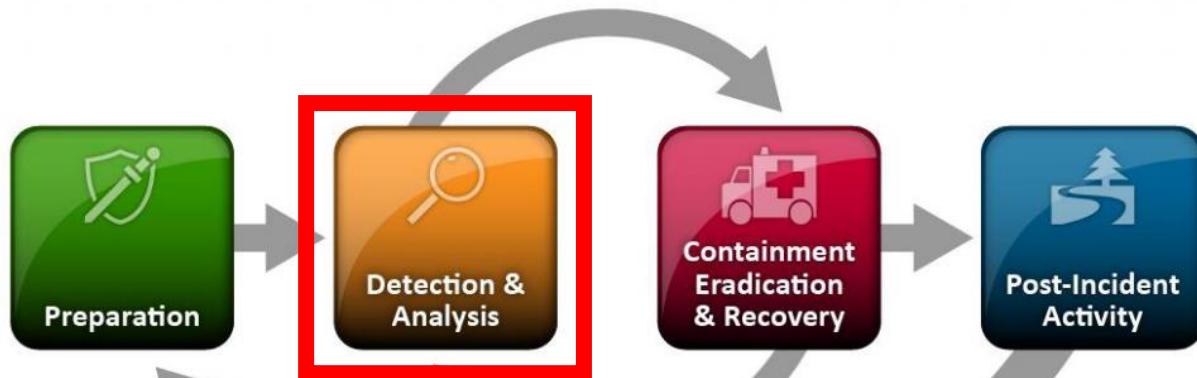 Preparation
Detection &
Analysis
Containment
Eradication
& Recovery
Post-Incident
Activity